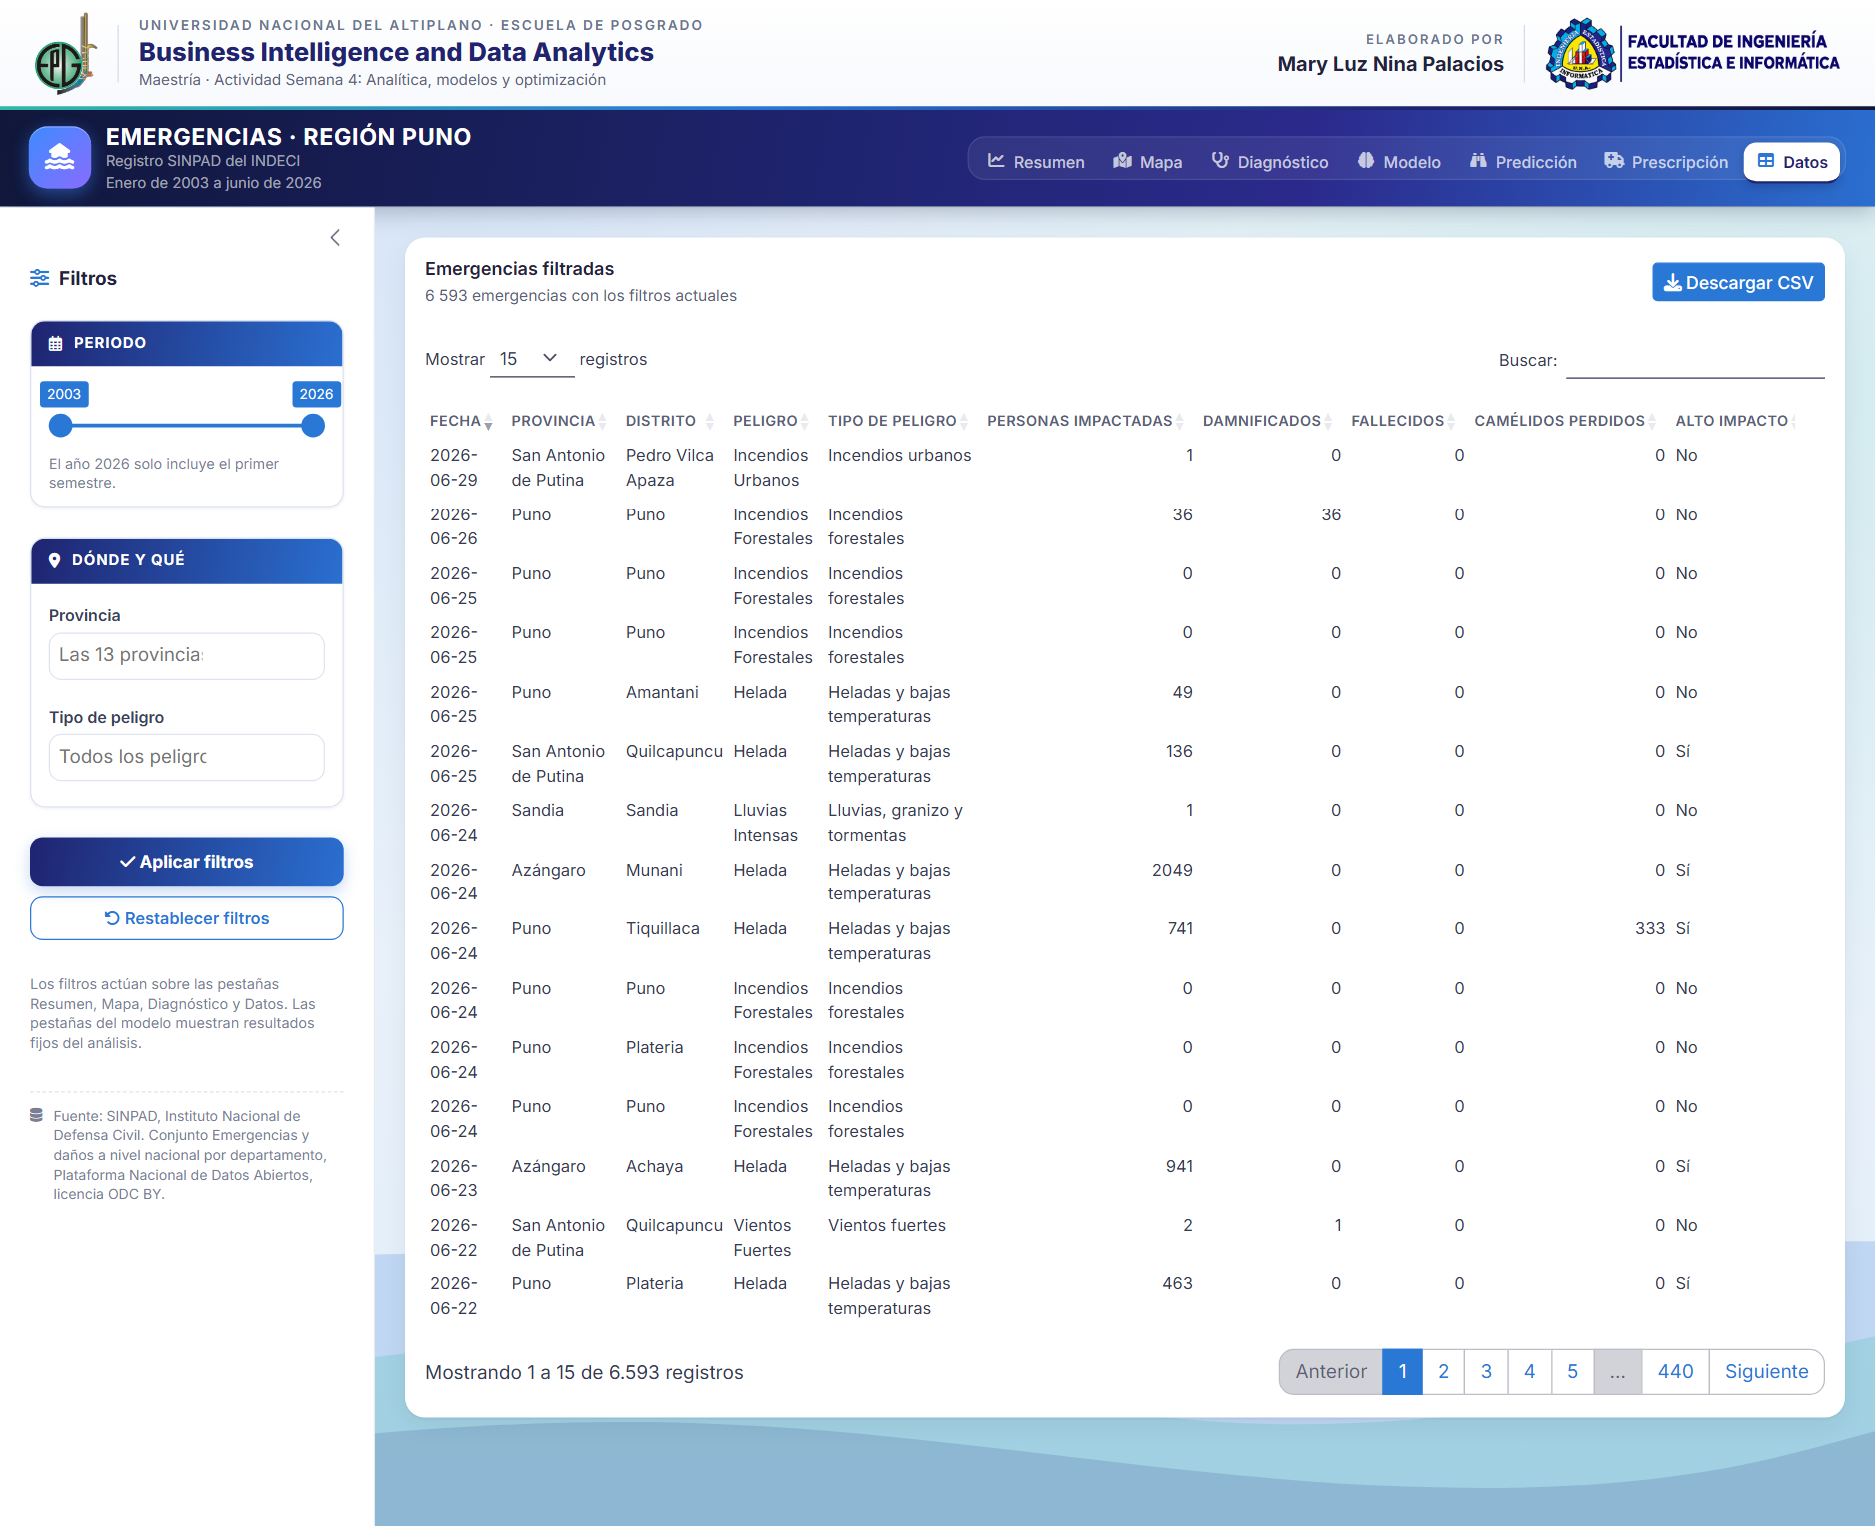 UNIVERSIDAD NACIONAL DEL ALTIPLANO · ESCUELA DE POSGRADO
Business Intelligence and Data Analytics
Maestría · Actividad Semana 4: Analítica, modelos y optimización
ELABORADO POR
Mary Luz Nina Palacios
FACULTAD DE INGENIERÍA
ESTADÍSTICA E INFORMÁTICA
EMERGENCIAS · REGIÓN PUNO
Registro SINPAD del INDECI
Enero de 2003 a junio de 2026
Resumen Mapa Diagnóstico Modelo Predicción Prescripción Datos
Filtros
PERIODO
2003 2026
El año 2026 solo incluye el primer
semestre.
DÓNDE Y QUÉ
Provincia
Las 13 provincia
Tipo de peligro
Todos los peligro
Aplicar filtros
Restablecer filtros
Los filtros actúan sobre las pestañas
Resumen, Mapa, Diagnóstico y Datos. Las
pestañas del modelo muestran resultados
fijos del análisis.
Fuente: SINPAD, Instituto Nacional de
Defensa Civil. Conjunto Emergencias y
daños a nivel nacional por departamento,
Plataforma Nacional de Datos Abiertos,
licencia ODC BY.
Emergencias filtradas
6 593 emergencias con los filtros actuales
Descargar CSV
Mostrar 15 registros
Buscar:
FECHA PROVINCIA DISTRITO PELIGRO TIPO DE PELIGRO PERSONAS IMPACTADAS DAMNIFICADOS FALLECIDOS CAMÉLIDOS PERDIDOS ALTO IMPACTO
2026- San Antonio Pedro Vilca Incendios Incendios urbanos 1 0 0 0 No
06-29 de Putina Apaza Urbanos
2026- Puno Puno Incendios Incendios 36 36 0 0 No
06-26 Forestales forestales
2026- Puno Puno Incendios Incendios 0 0 0 0 No
06-25 Forestales forestales
2026- Puno Puno Incendios Incendios 0 0 0 0 No
06-25 Forestales forestales
2026- Puno Amantani Helada Heladas y bajas 49 0 0 0 No
06-25 temperaturas
2026- San Antonio Quilcapuncu Helada Heladas y bajas 136 0 0 0 Sí
06-25 de Putina temperaturas
2026- Sandia Sandia Lluvias Lluvias, granizo y 1 0 0 0 No
06-24 Intensas tormentas
2026- Azángaro Munani Helada Heladas y bajas 2049 0 0 0 Sí
06-24 temperaturas
2026- Puno Tiquillaca Helada Heladas y bajas 741 0 0 333 Sí
06-24 temperaturas
2026- Puno Puno Incendios Incendios 0 0 0 0 No
06-24 Forestales forestales
2026- Puno Plateria Incendios Incendios 0 0 0 0 No
06-24 Forestales forestales
2026- Puno Puno Incendios Incendios 0 0 0 0 No
06-24 Forestales forestales
2026- Azángaro Achaya Helada Heladas y bajas 941 0 0 0 Sí
06-23 temperaturas
2026- San Antonio Quilcapuncu Vientos Vientos fuertes 2 1 0 0 No
06-22 de Putina Fuertes
2026- Puno Plateria Helada Heladas y bajas 463 0 0 0 Sí
06-22 temperaturas
Mostrando 1 a 15 de 6.593 registros
Anterior 1 2 3 4 5 ... 440 Siguiente